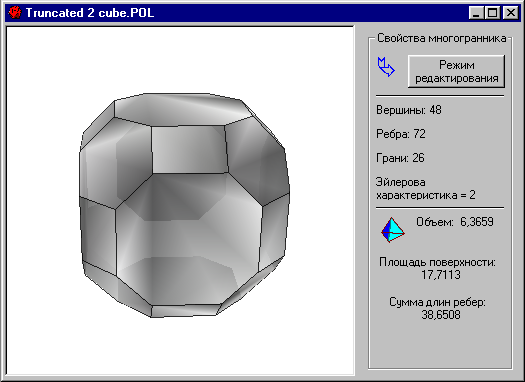 Truncated 2 cube.POL
Свойства многогранника
Режим
редактирования
Вершины: 48
Ребра: 72
Грани: 26
Эйлерова
характеристика = 2
Объем: 6,3659
Площадь поверхности:
17,7113
Сумма длин ребер:
38,6508